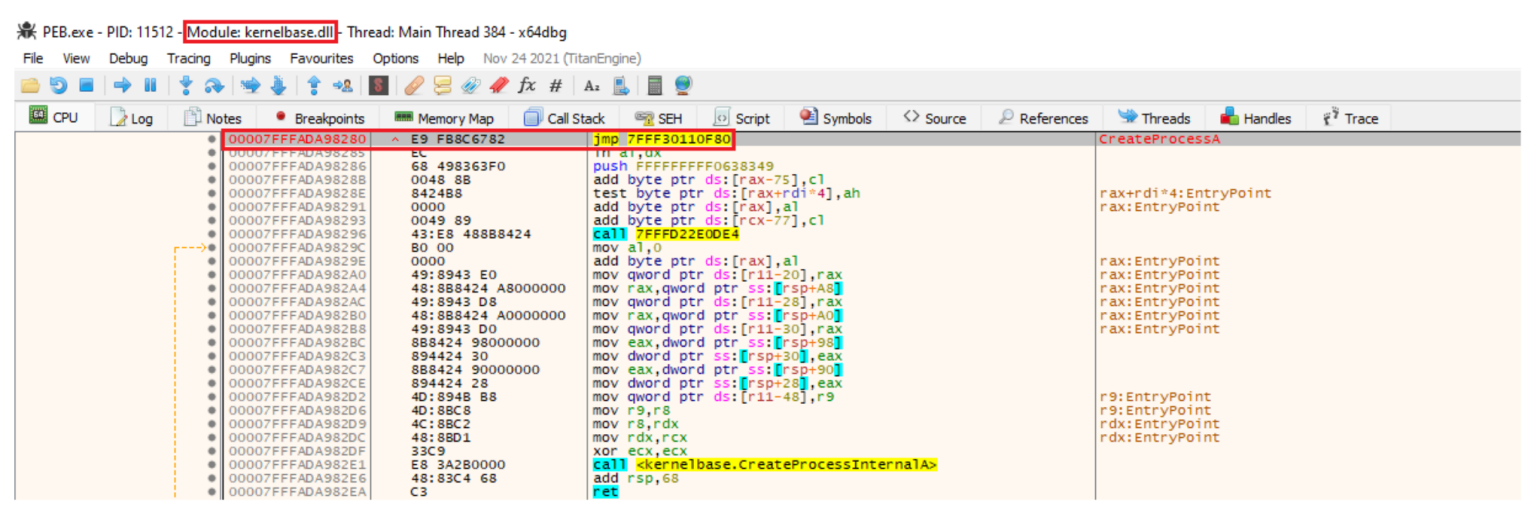 PEB.exe - PID: 11512 - Module: kernelbase.dll - Thread: Main Thread 384 - x64dbg
File View Debug Tracing Plugins Favourites Options Help Nov 24 2021 (TitanEngine)
CPU Log Notes Breakpoints Memory Map Call Stack SEH Script Symbols Source References Threads Handles Trace
00007FFFADA98280 E9 FB8C6782 jmp 7FFF30110F80 CreateProcessA
00007FFFADA98285 EC in al,dx
00007FFFADA98286 68 498363F0 push FFFFFFFFF0638349
00007FFFADA9828B 0048 8B add byte ptr ds:[rax-75],cl
00007FFFADA9828E 8424B8 test byte ptr ds:[rax+rdi*4],ah rax+rdi*4:EntryPoint
00007FFFADA98291 0000 add byte ptr ds:[rax],al rax:EntryPoint
00007FFFADA98293 0049 89 add byte ptr ds:[rcx-77],cl
00007FFFADA98296 43:E8 488B8424 call 7FFFD22E0DE4
00007FFFADA9829C B0 00 mov al,0
00007FFFADA9829E 0000 add byte ptr ds:[rax],al rax:EntryPoint
00007FFFADA982A0 49:8943 E0 mov qword ptr ds:[r11-20],rax rax:EntryPoint
00007FFFADA982A4 48:8B8424 A8000000 mov rax,qword ptr ss:[rsp+A8] rax:EntryPoint
00007FFFADA982AC 49:8943 D8 mov qword ptr ds:[r11-28],rax rax:EntryPoint
00007FFFADA982B0 48:8B8424 A0000000 mov rax,qword ptr ss:[rsp+A0] rax:EntryPoint
00007FFFADA982B8 49:8943 D0 mov qword ptr ds:[r11-30],rax rax:EntryPoint
00007FFFADA982BC 8B8424 98000000 mov eax,dword ptr ss:[rsp+98]
00007FFFADA982C3 894424 30 mov dword ptr ss:[rsp+30],eax
00007FFFADA982C7 8B8424 90000000 mov eax,dword ptr ss:[rsp+90]
00007FFFADA982CE 894424 28 mov dword ptr ss:[rsp+28],eax
00007FFFADA982D2 4D:894B B8 mov qword ptr ds:[r11-48],r9 r9:EntryPoint
00007FFFADA982D6 4D:8BC8 mov r9,r8 r9:EntryPoint
00007FFFADA982D9 4C:8BC2 mov r8,rdx rdx:EntryPoint
00007FFFADA982DC 48:8BD1 mov rdx,rcx rdx:EntryPoint
00007FFFADA982DF 33C9 xor ecx,ecx
00007FFFADA982E1 E8 3A2B0000 call <kernelbase.CreateProcessInternalA>
00007FFFADA982E6 48:83C4 68 add rsp,68
00007FFFADA982EA C3 ret